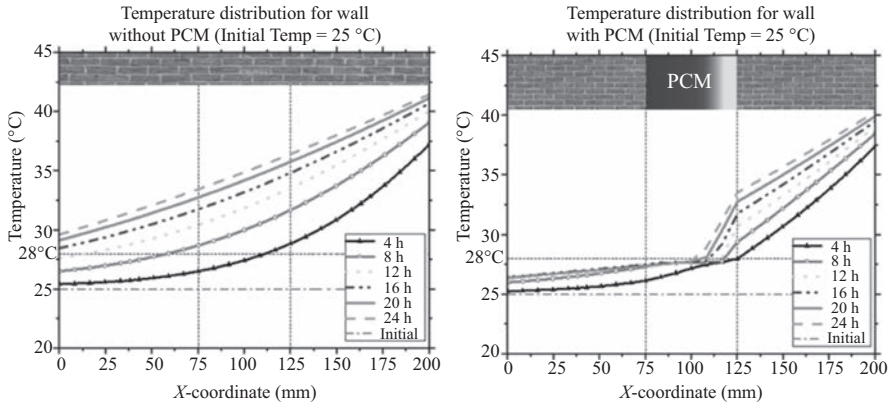 Temperature distribution for wall
without PCM (Initial Temp = 25 °C)
45
40
35
30
28°C
25
20
Temperature (°C)
4 h
8 h
12 h
16 h
20 h
24 h
Initial
0 25 50 75 100 125 150 175 200
X-coordinate (mm)
Temperature distribution for wall
with PCM (Initial Temp = 25 °C)
PCM
45
40
35
30
28°C
25
20
Temperature (°C)
4 h
8 h
12 h
16 h
20 h
24 h
Initial
0 25 50 75 100 125 150 175 200
X-coordinate (mm)